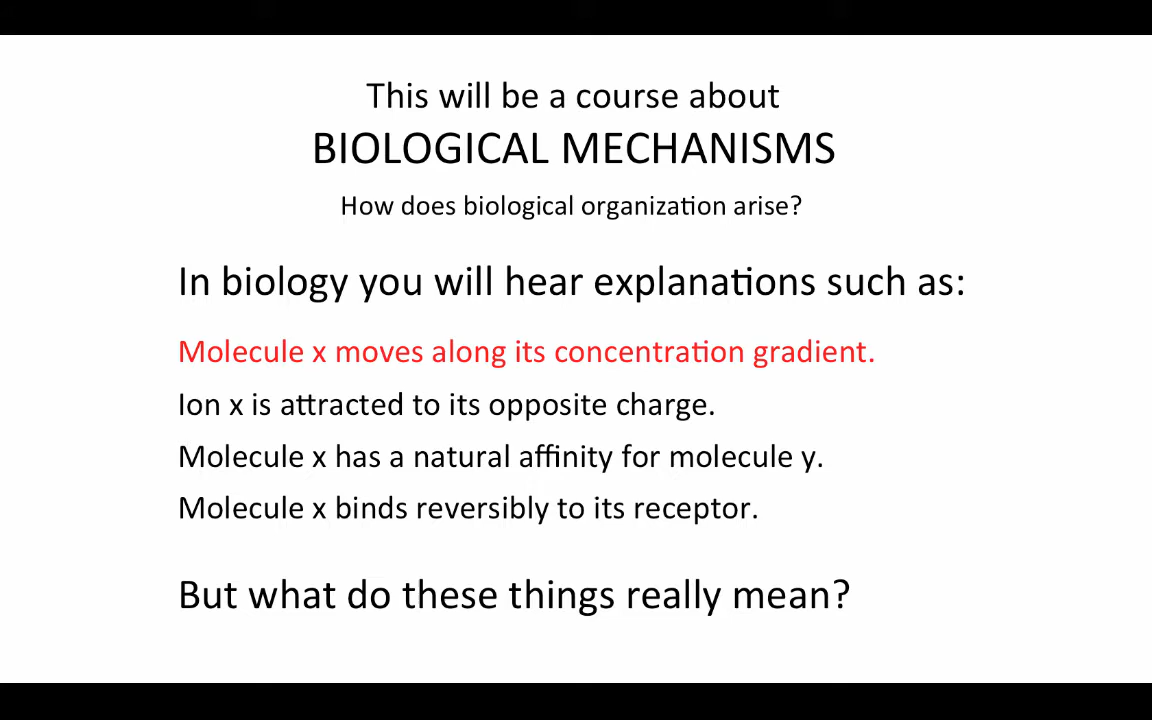 This will be a course about
BIOLOGICAL MECHANISMS
How does biological organization arise?
In biology you will hear explanations such as:
Molecule x moves along its concentration gradient.
Ion x is attracted to its opposite charge.
Molecule x has a natural affinity for molecule y.
Molecule x binds reversibly to its receptor.
But what do these things really mean?